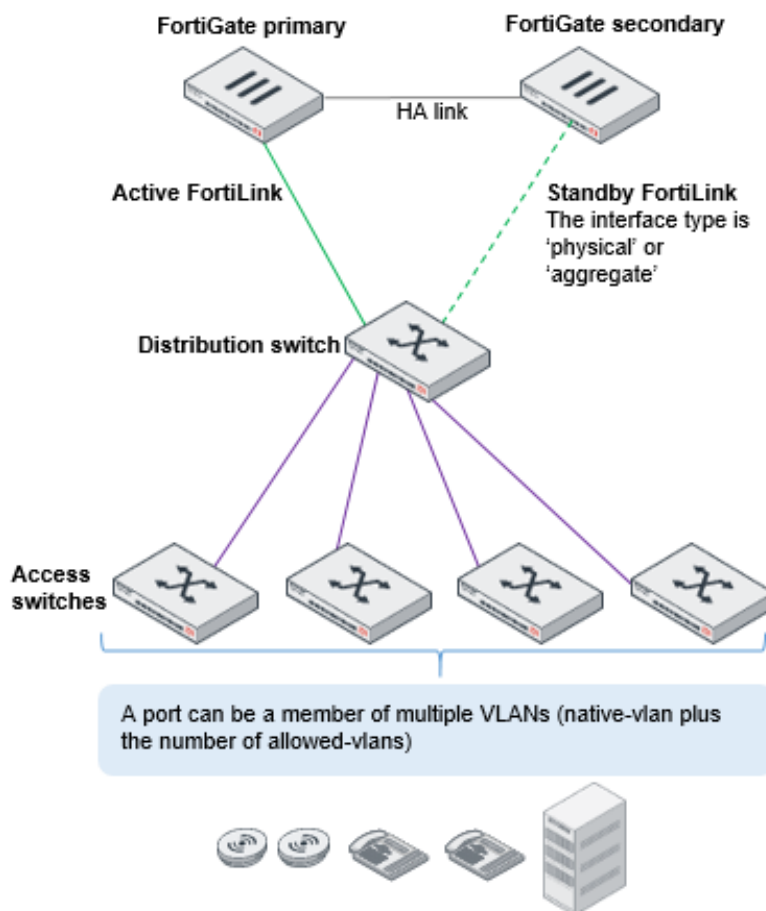 FortiGate primary
FortiGate secondary
HA link
Active FortiLink
Standby FortiLink
The interface type is
‘physical’ or
‘aggregate’
Distribution switch
Access
switches
A port can be a member of multiple VLANs (native-vlan plus
the number of allowed-vlans)